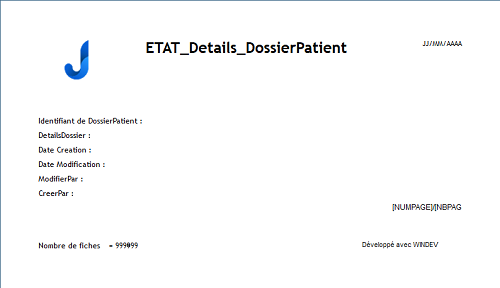 ETAT_Details_DossierPatient
JJ/MM/AAAA
Identifiant de DossierPatient :
DetailsDossier :
Date Creation :
Date Modification :
ModifierPar :
CreerPar :
[NUMPAGE]/[NBPAG
Nombre de fiches = 999099
Développé avec WINDEV